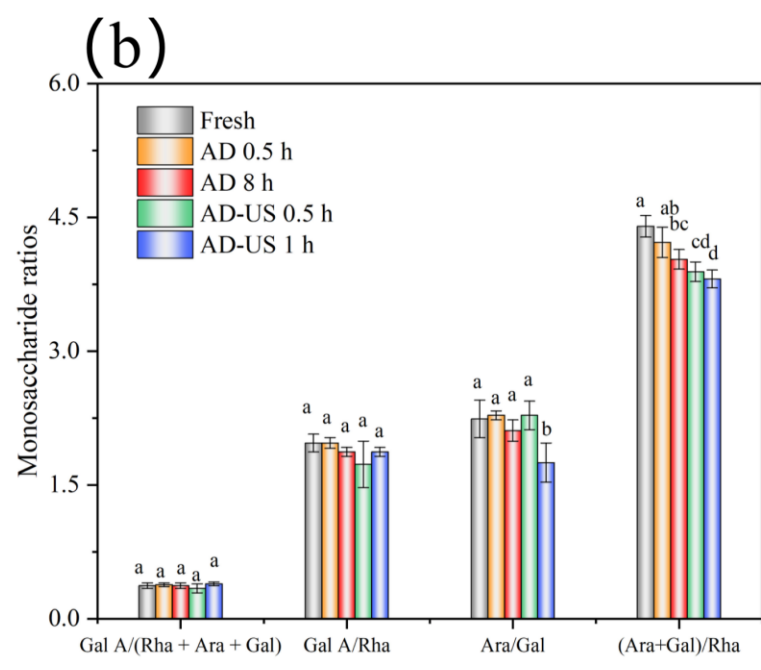 (b)
6.0
4.5
3.0
1.5
0.0
Monosaccharide ratios
Fresh
AD 0.5 h
AD 8 h
AD-US 0.5 h
AD-US 1 h
a a a a a
a a a a a
a a a a b
a ab bc cd d
Gal A/(Rha + Ara + Gal) Gal A/Rha Ara/Gal (Ara+Gal)/Rha